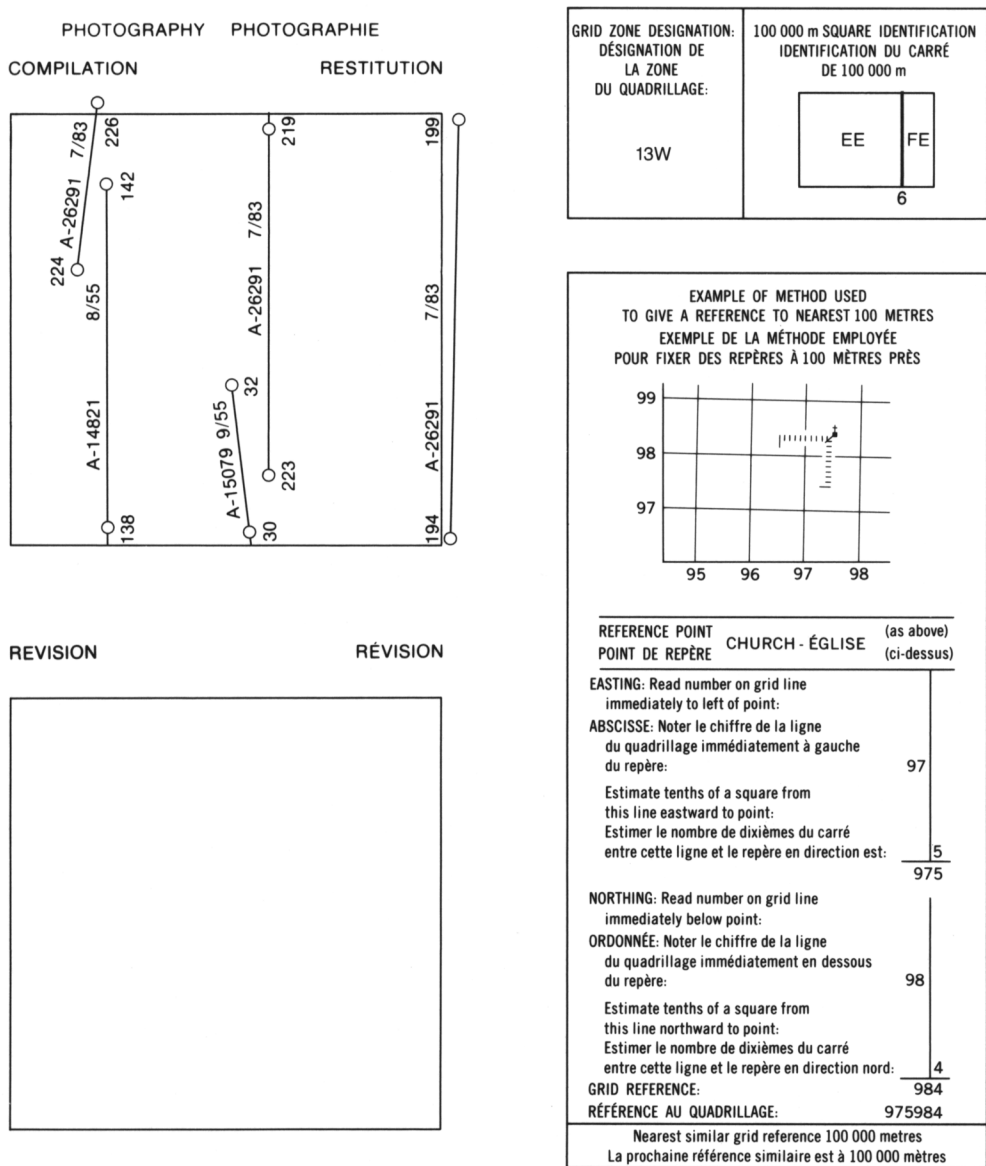 PHOTOGRAPHY PHOTOGRAPHIE
COMPILATION RESTITUTION
226
7/83
A-26291
224
142
8/55
A-14821
138
219
7/83
A-26291
223
32
A-15079 9/55
30
199
7/83
A-26291
194
REVISION RÉVISION
GRID ZONE DESIGNATION:
DÉSIGNATION DE
LA ZONE
DU QUADRILLAGE:
13W
100 000 m SQUARE IDENTIFICATION
IDENTIFICATION DU CARRÉ
DE 100 000 m
EE FE
6
EXAMPLE OF METHOD USED
TO GIVE A REFERENCE TO NEAREST 100 METRES
EXEMPLE DE LA MÉTHODE EMPLOYÉE
POUR FIXER DES REPÈRES À 100 MÈTRES PRÈS
99
98
97
95 96 97 98
REFERENCE POINT
POINT DE REPÈRE
CHURCH - ÉGLISE
(as above)
(ci-dessus)
EASTING: Read number on grid line
immediately to left of point:
ABSCISSE: Noter le chiffre de la ligne
du quadrillage immédiatement à gauche
du repère: 97
Estimate tenths of a square from
this line eastward to point:
Estimer le nombre de dixièmes du carré
entre cette ligne et le repère en direction est: 5
975
NORTHING: Read number on grid line
immediately below point:
ORDONNÉE: Noter le chiffre de la ligne
du quadrillage immédiatement en dessous
du repère: 98
Estimate tenths of a square from
this line northward to point:
Estimer le nombre de dixièmes du carré
entre cette ligne et le repère en direction nord: 4
GRID REFERENCE: 984
RÉFÉRENCE AU QUADRILLAGE: 975984
Nearest similar grid reference 100 000 metres
La prochaine référence similaire est à 100 000 mètres